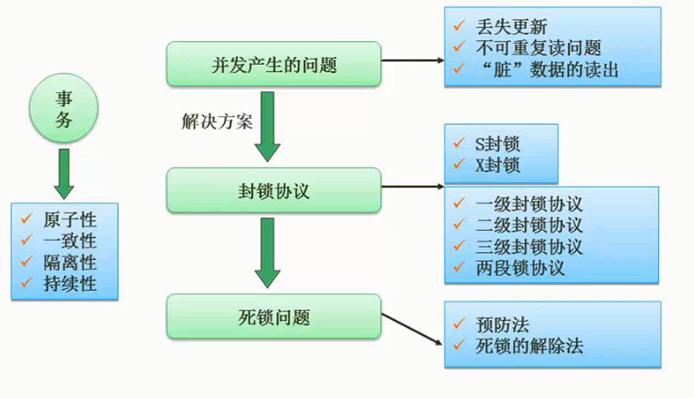 事
务
原子性
一致性
隔离性
持续性
并发产生的问题
丢失更新
不可重复读问题
“脏”数据的读出
解决方案
封锁协议
S封锁
X封锁
一级封锁协议
二级封锁协议
三级封锁协议
两段锁协议
死锁问题
预防法
死锁的解除法